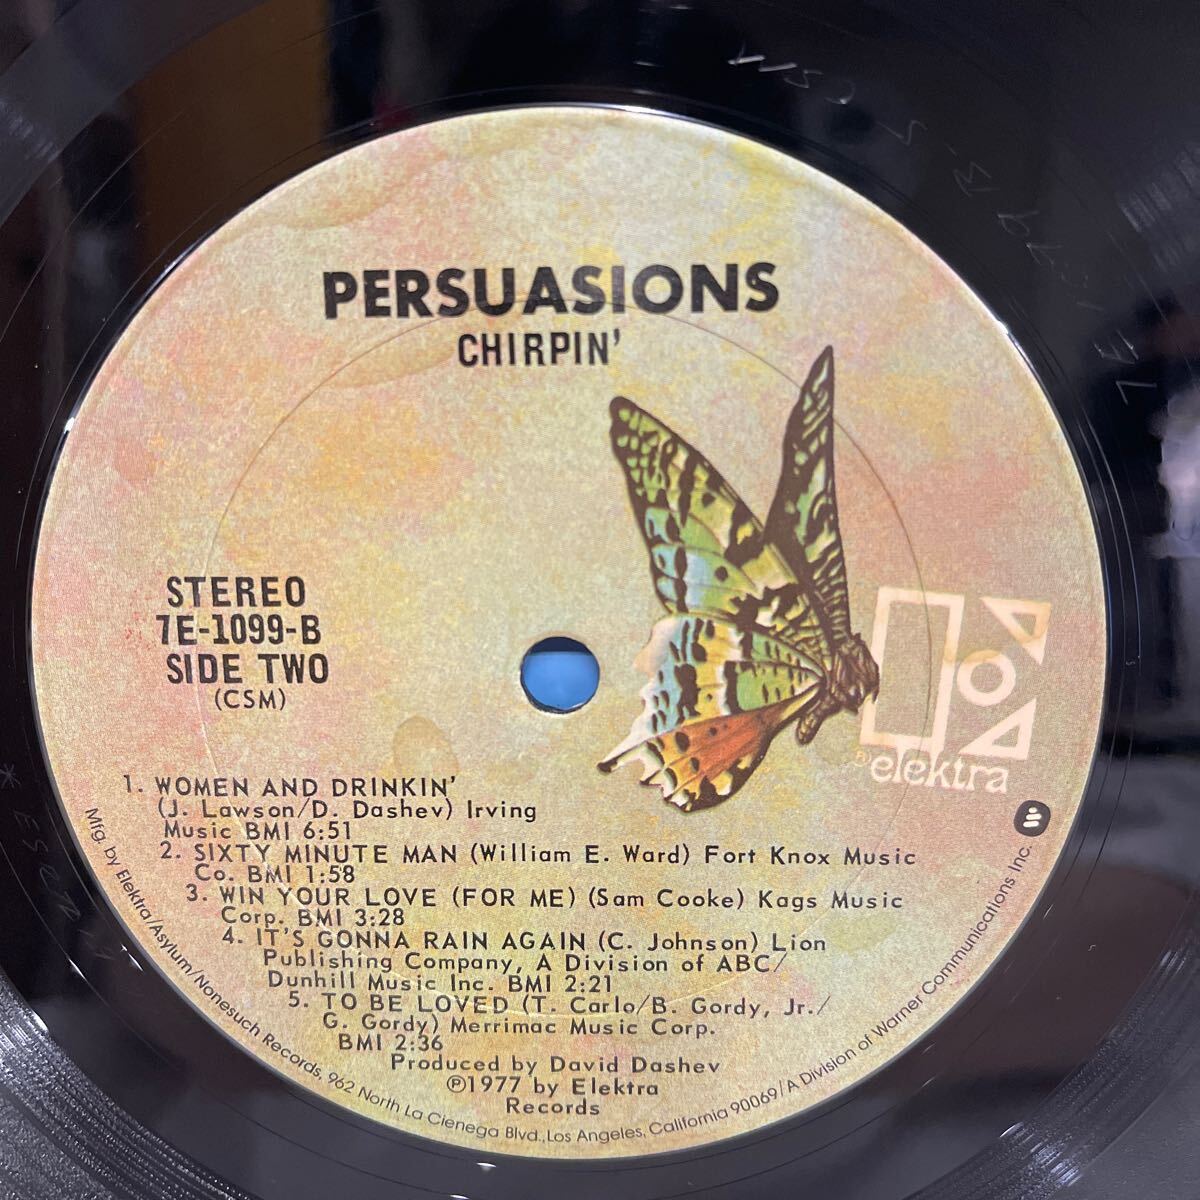 PERSUASIONS
CHIRPIN'
STEREO
7E-1099-B
SIDE TWO
(CSM)
elektra
1. WOMEN AND DRINKIN'
(J. Lawson/D. Dashev) Irving
Music BMI 6:51
2. SIXTY MINUTE MAN (William E. Ward) Fort Knox Music
Co. BMI 1:58
3. WIN YOUR LOVE (FOR ME) (Sam Cooke) Kags Music
Corp. BMI 3:28
4. IT'S GONNA RAIN AGAIN (C. Johnson) Lion
Publishing Company, A Division of ABC/
Dunhill Music Inc. BMI 2:21
5. TO BE LOVED (T. Carlo/B. Gordy, Jr./
G. Gordy) Merrimac Music Corp.
BMI 2:36
Produced by David Dashev
℗1977 by Elektra
Records
Mfg. by Elektra/Asylum/Nonesuch Records, 962 North La Cienega Blvd., Los Angeles, California 90069/A Division of Warner Communications Inc.